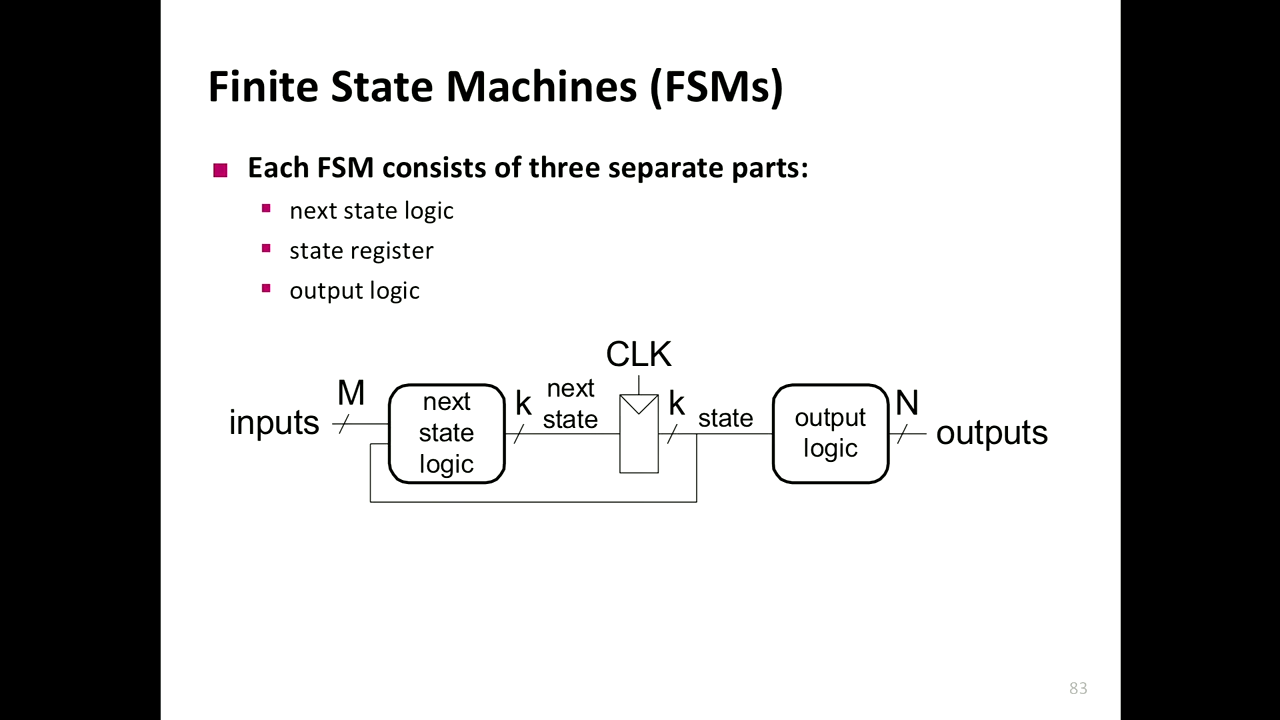 Finite State Machines (FSMs)
Each FSM consists of three separate parts:
next state logic
state register
output logic
CLK
inputs
M
next
state
logic
k
next
state
k
state
output
logic
N
outputs
83